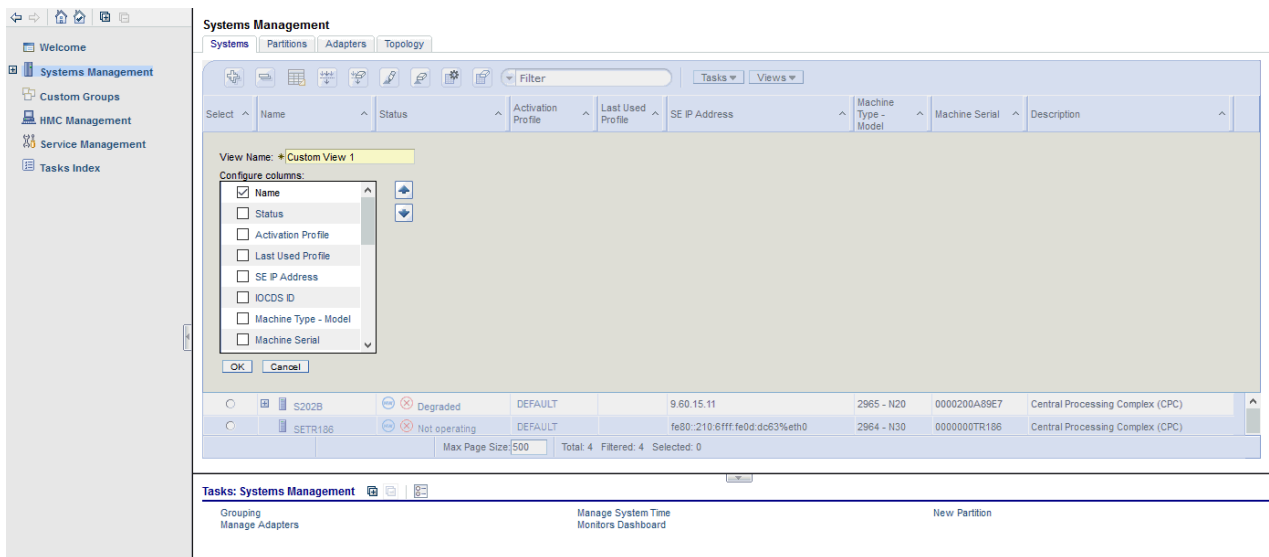 Systems Management
Systems Partitions Adapters Topology
Welcome
Systems Management
Custom Groups
HMC Management
Service Management
Tasks Index
Filter Tasks Views
Select Name Status Activation Profile Last Used Profile SE IP Address Machine Type - Model Machine Serial Description
View Name: *Custom View 1
Configure columns:
Name
Status
Activation Profile
Last Used Profile
SE IP Address
IOCDS ID
Machine Type - Model
Machine Serial
OK Cancel
S202B Degraded DEFAULT 9.60.15.11 2965 - N20 0000200A89E7 Central Processing Complex (CPC)
SETR186 Not operating DEFAULT fe80::210:6fff:fe0d:dc63%eth0 2964 - N30 0000000TR186 Central Processing Complex (CPC)
Max Page Size: 500 Total: 4 Filtered: 4 Selected: 0
Tasks: Systems Management
Grouping Manage System Time New Partition
Manage Adapters Monitors Dashboard